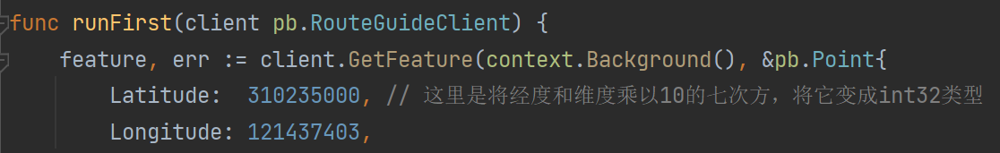 func runFirst(client pb.RouteGuideClient) {
    feature, err := client.GetFeature(context.Background(), &pb.Point{
        Latitude:  310235000, // 这里是将经度和维度乘以10的七次方，将它变成int32类型
        Longitude: 121437403,